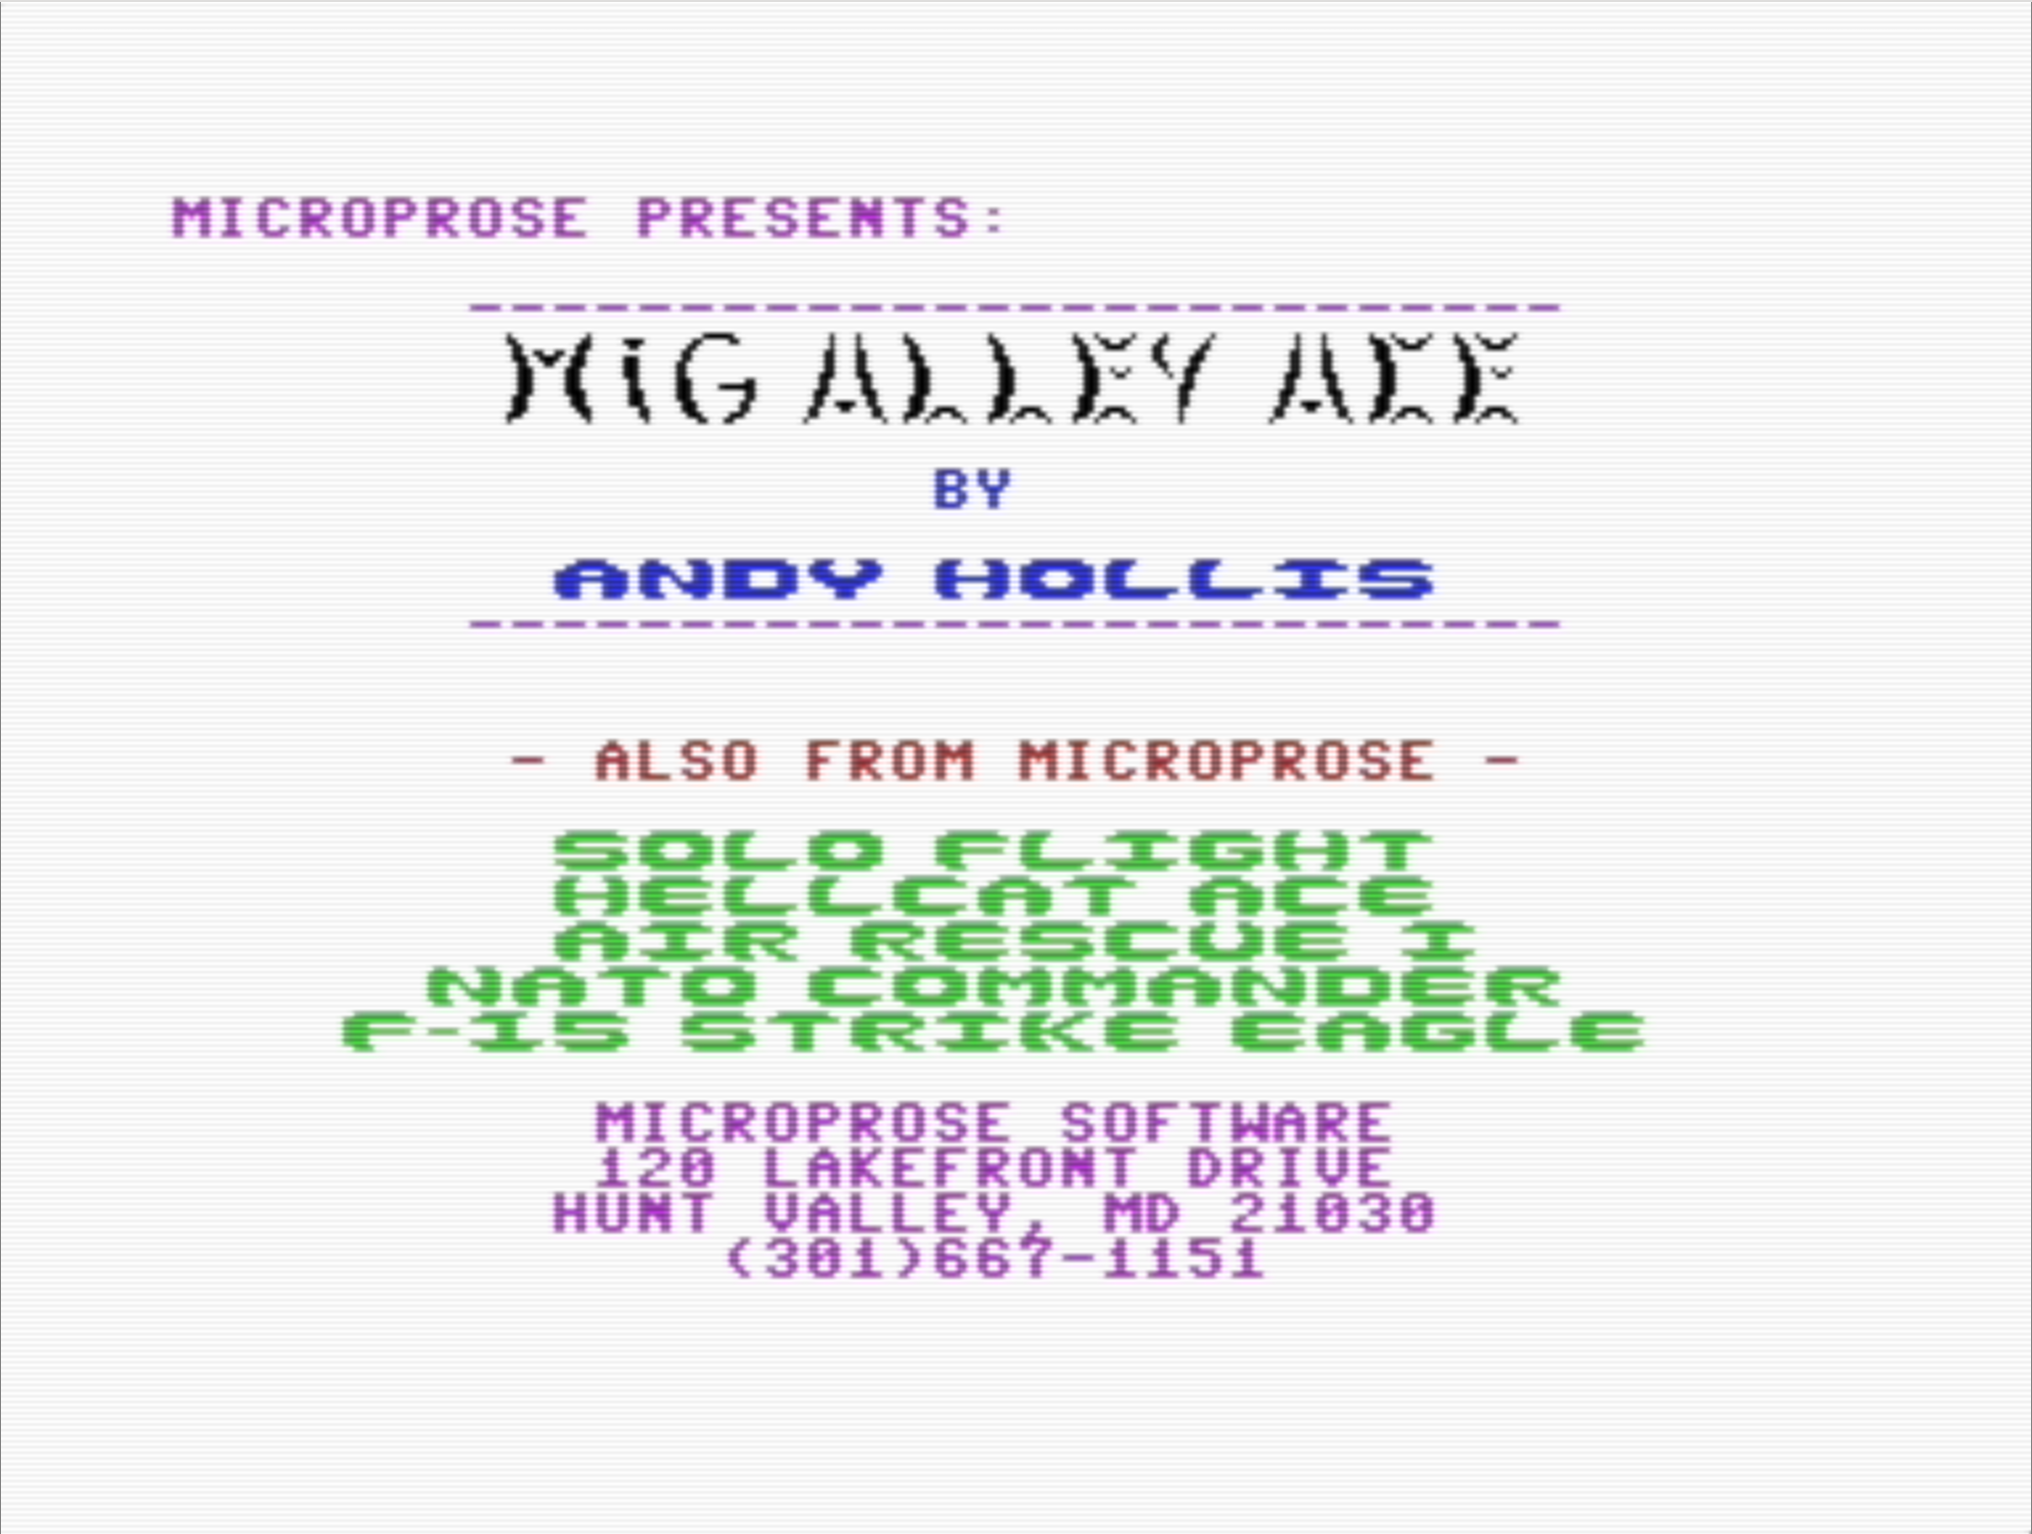 MICROPROSE PRESENTS:
--------------------------
MiG ALLEY ACE
BY
ANDY HOLLIS
--------------------------
- ALSO FROM MICROPROSE -
SOLO FLIGHT
HELLCAT ACE
AIR RESCUE I
NATO COMMANDER
F-15 STRIKE EAGLE
MICROPROSE SOFTWARE
120 LAKEFRONT DRIVE
HUNT VALLEY, MD 21030
(301)667-1151